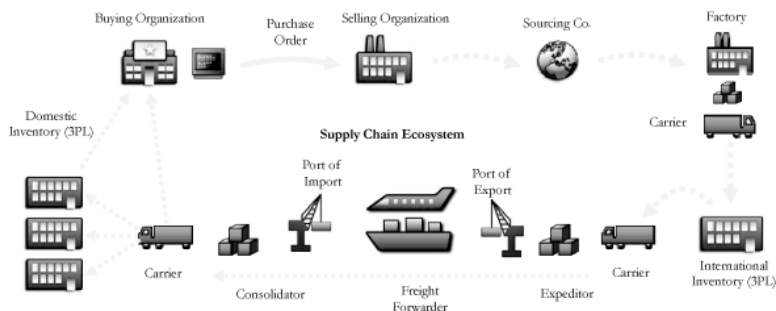 Buying Organization
Purchase
Order
Selling Organization
Sourcing Co.
Factory
Domestic
Inventory (3PL)
Carrier
Supply Chain Ecosystem
Port of
Import
Port of
Export
Carrier
Consolidator
Freight
Forwarder
Expeditor
Carrier
International
Inventory (3PL)